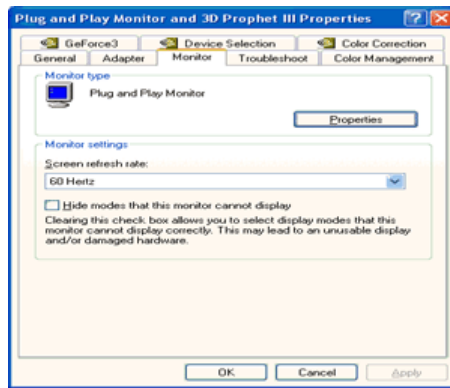 Plug and Play Monitor and 3D Prophet III Properties
GeForce3 Device Selection Color Correction
General Adapter Monitor Troubleshoot Color Management
Monitor type
Plug and Play Monitor
Properties
Monitor settings
Screen refresh rate:
60 Hertz
Hide modes that this monitor cannot display
Clearing this check box allows you to select display modes that this
monitor cannot display correctly. This may lead to an unusable display
and/or damaged hardware.
OK Cancel Apply